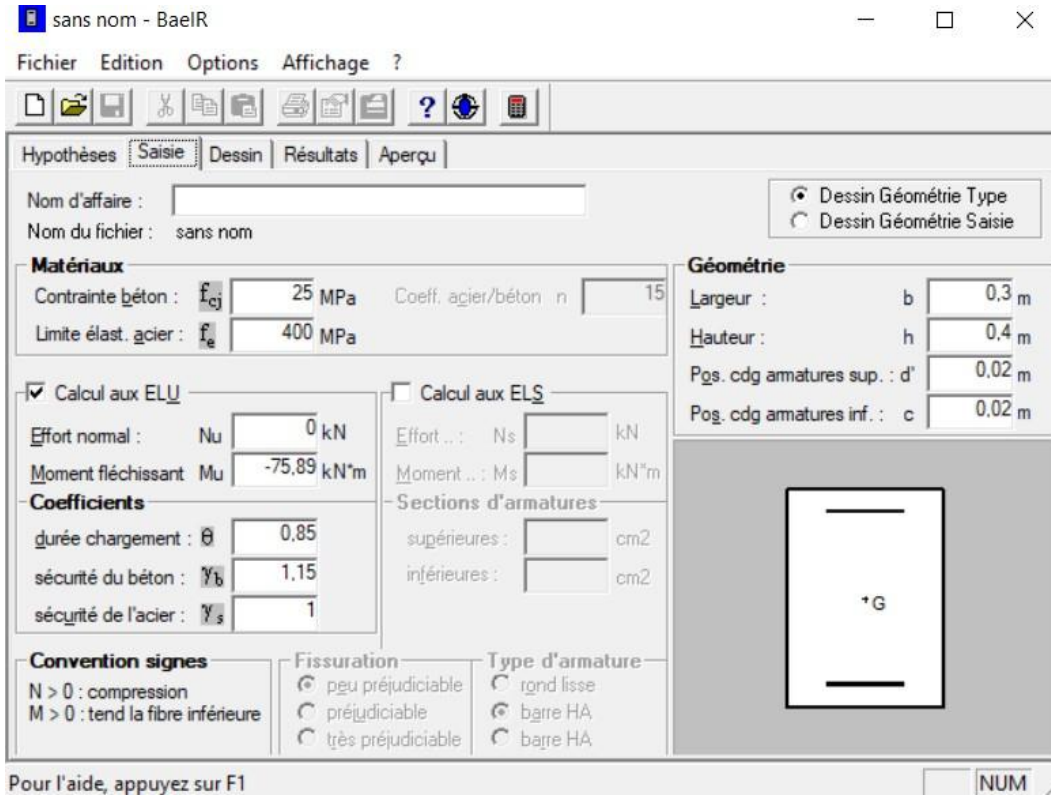 sans nom - BaelR
Fichier Edition Options Affichage ?
Hypothèses Saisie Dessin Résultats Aperçu
Nom d'affaire :
Nom du fichier : sans nom
Dessin Géométrie Type
Dessin Géométrie Saisie
Matériaux
Contrainte béton : fcj 25 MPa Coeff. acier/béton n 15
Limite élast. acier : fe 400 MPa
Géométrie
Largeur : b 0,3 m
Hauteur : h 0,4 m
Pos. cdg armatures sup. : d' 0,02 m
Pos. cdg armatures inf. : c 0,02 m
Calcul aux ELU
Effort normal : Nu 0 kN
Moment fléchissant Mu -75,89 kN*m
Calcul aux ELS
Effort .. : Ns kN
Moment .. : Ms kN*m
Coefficients
durée chargement : θ 0,85
sécurité du béton : γb 1,15
sécurité de l'acier : γs 1
Sections d'armatures
supérieures : cm2
inférieures : cm2
G
Convention signes
N > 0 : compression
M > 0 : tend la fibre inférieure
Fissuration
peu préjudiciable
préjudiciable
très préjudiciable
Type d'armature
rond lisse
barre HA
barre HA
Pour l'aide, appuyez sur F1 NUM